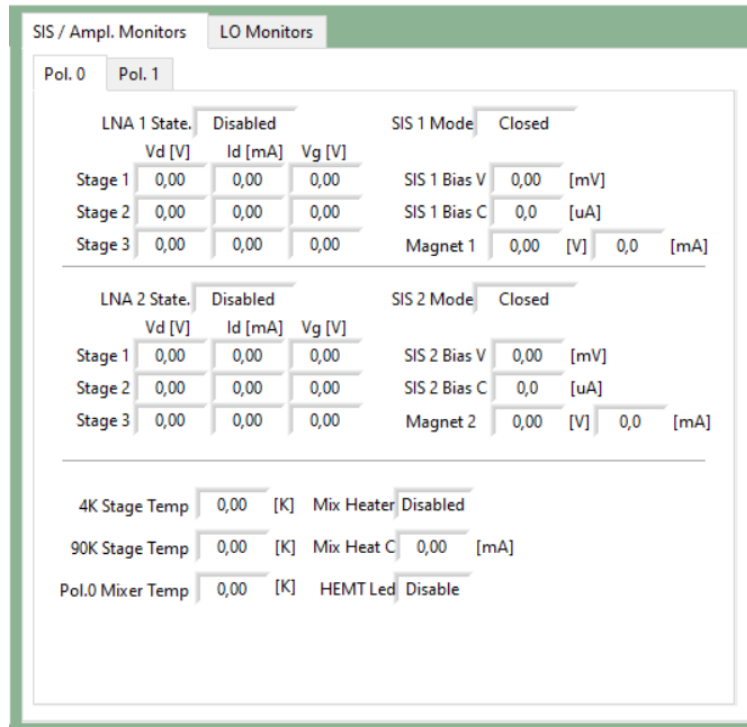 SIS / Ampl. Monitors LO Monitors
Pol. 0 Pol. 1
LNA 1 State. Disabled SIS 1 Mode Closed
Vd [V] Id [mA] Vg [V]
Stage 1 0,00 0,00 0,00 SIS 1 Bias V 0,00 [mV]
Stage 2 0,00 0,00 0,00 SIS 1 Bias C 0,0 [uA]
Stage 3 0,00 0,00 0,00 Magnet 1 0,00 [V] 0,0 [mA]
LNA 2 State. Disabled SIS 2 Mode Closed
Vd [V] Id [mA] Vg [V]
Stage 1 0,00 0,00 0,00 SIS 2 Bias V 0,00 [mV]
Stage 2 0,00 0,00 0,00 SIS 2 Bias C 0,0 [uA]
Stage 3 0,00 0,00 0,00 Magnet 2 0,00 [V] 0,0 [mA]
4K Stage Temp 0,00 [K] Mix Heater Disabled
90K Stage Temp 0,00 [K] Mix Heat C 0,00 [mA]
Pol.0 Mixer Temp 0,00 [K] HEMT Led Disable